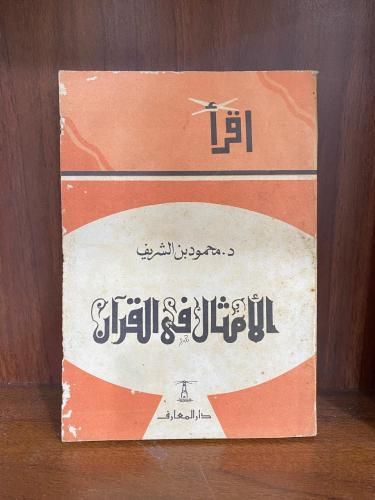 اقرأ
د. محمود بن الشريف
الأمثال في القرآن
دار المعارف